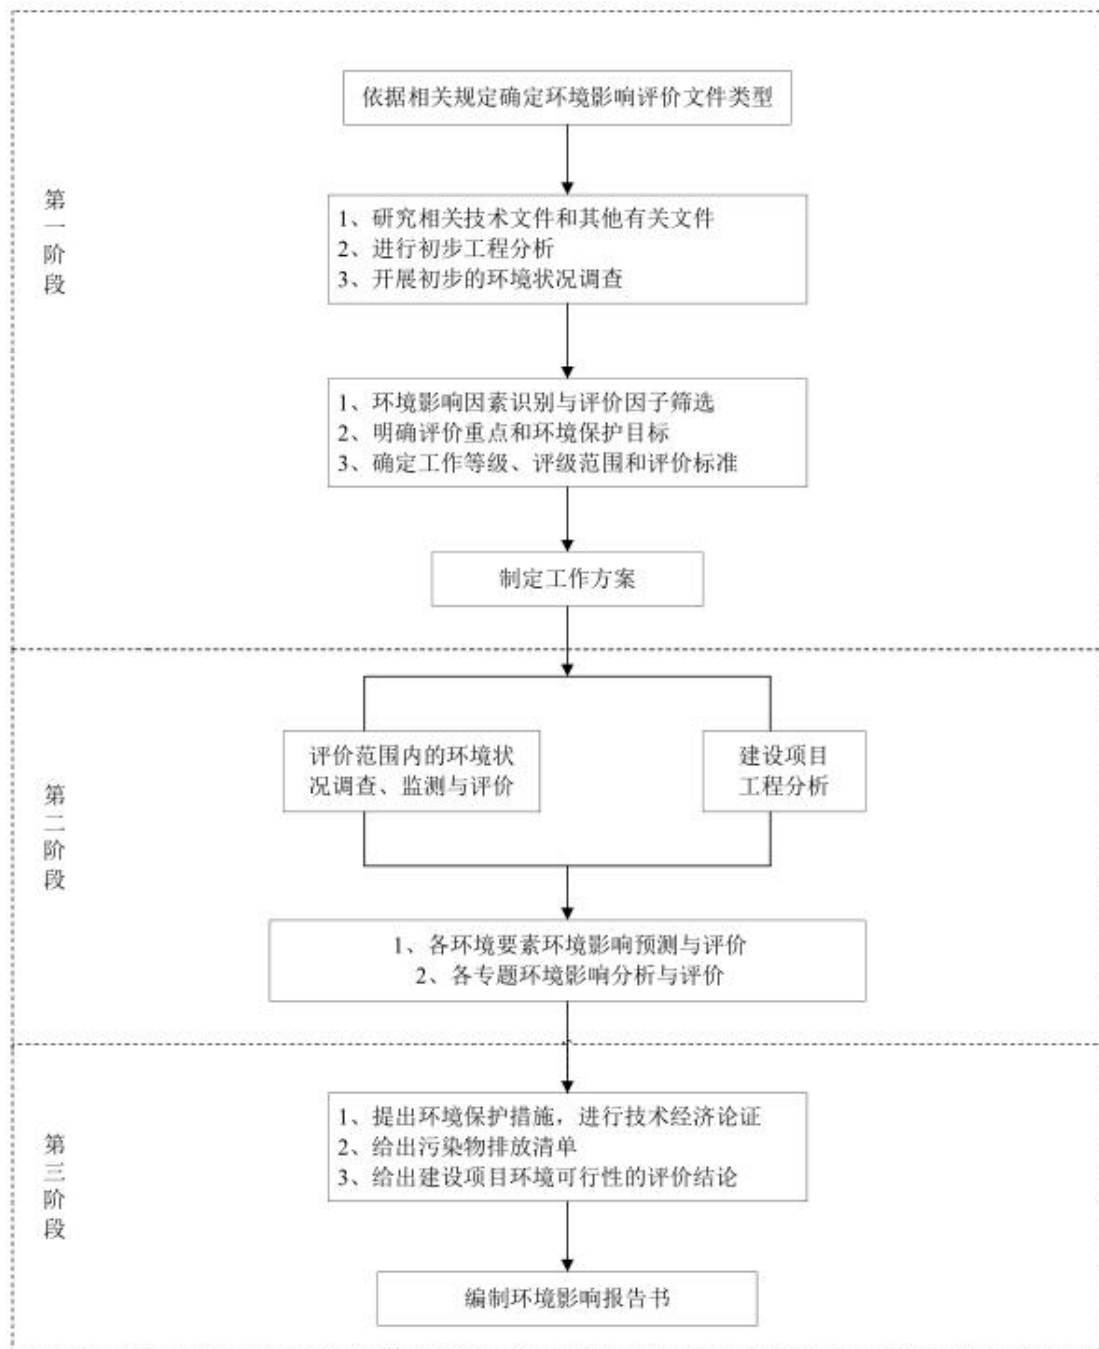 依据相关规定确定环境影响评价文件类型
第一阶段
1、研究相关技术文件和其他有关文件
2、进行初步工程分析
3、开展初步的环境状况调查
1、环境影响因素识别与评价因子筛选
2、明确评价重点和环境保护目标
3、确定工作等级、评级范围和评价标准
制定工作方案
第二阶段
评价范围内的环境状
况调查、监测与评价
建设项目
工程分析
1、各环境要素环境影响预测与评价
2、各专题环境影响分析与评价
第三阶段
1、提出环境保护措施，进行技术经济论证
2、给出污染物排放清单
3、给出建设项目环境可行性的评价结论
编制环境影响报告书